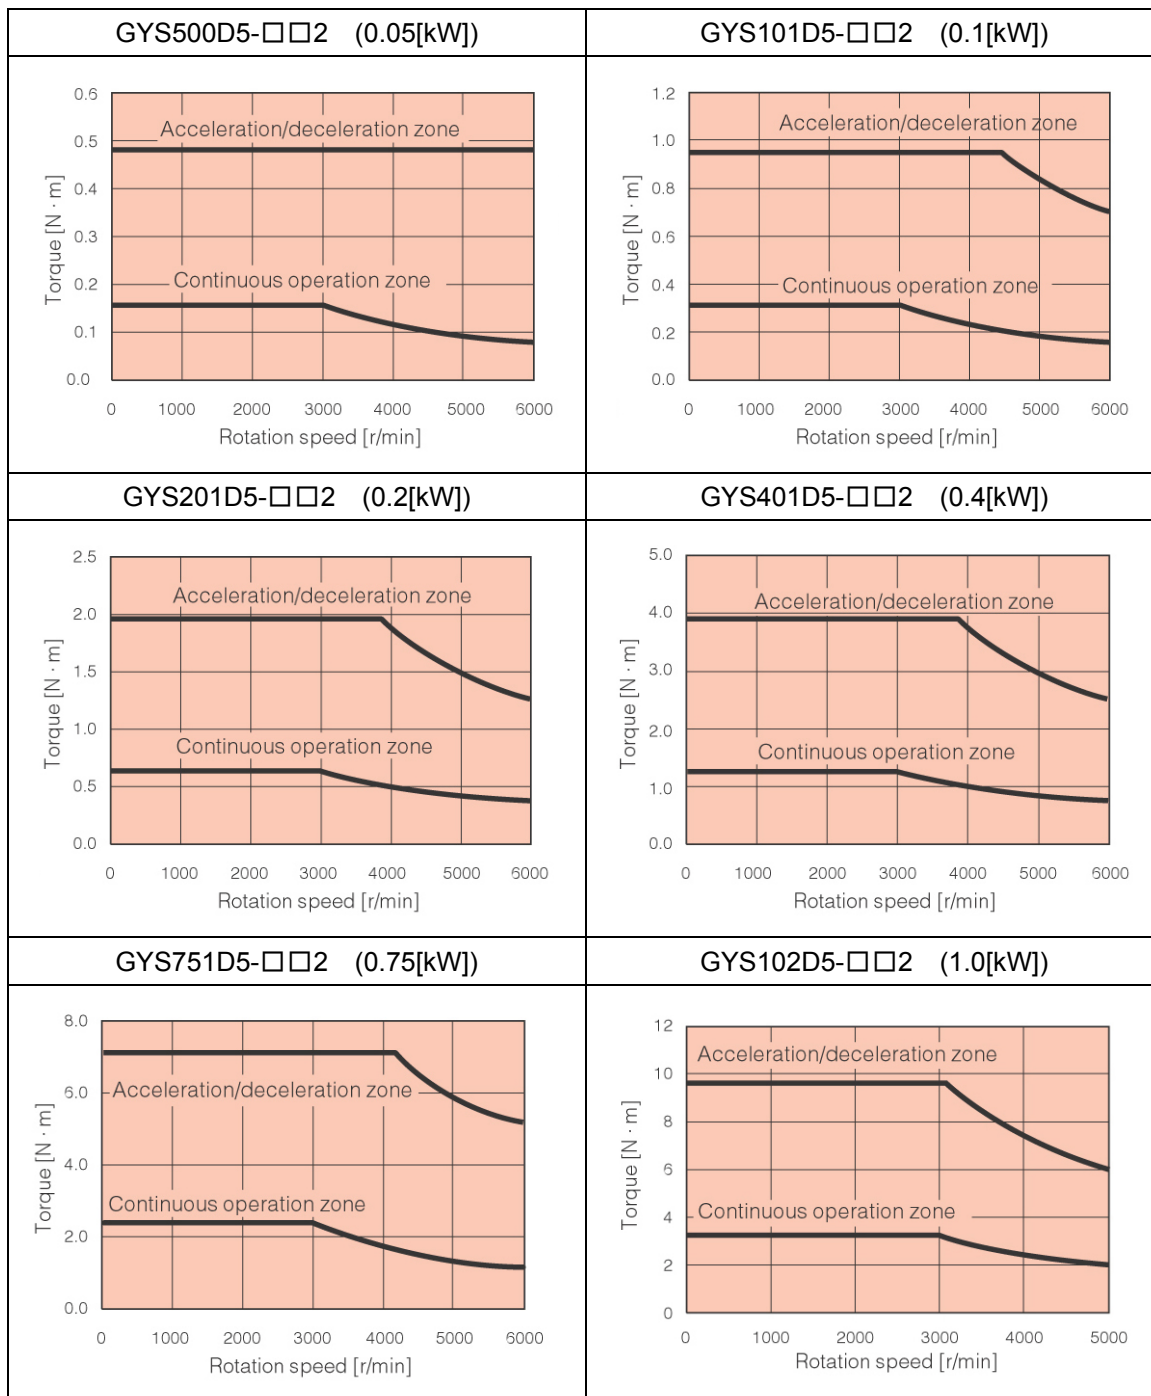 GYS500D5-□□2 (0.05[kW])
GYS101D5-□□2 (0.1[kW])
0.6
0.5
0.4
0.3
0.2
0.1
0.0
Torque [N · m]
Acceleration/deceleration zone
Continuous operation zone
0 1000 2000 3000 4000 5000 6000
Rotation speed [r/min]
1.2
1.0
0.8
0.6
0.4
0.2
0.0
Torque [N · m]
Acceleration/deceleration zone
Continuous operation zone
0 1000 2000 3000 4000 5000 6000
Rotation speed [r/min]
GYS201D5-□□2 (0.2[kW])
GYS401D5-□□2 (0.4[kW])
2.5
2.0
1.5
1.0
0.5
0.0
Torque [N · m]
Acceleration/deceleration zone
Continuous operation zone
0 1000 2000 3000 4000 5000 6000
Rotation speed [r/min]
5.0
4.0
3.0
2.0
1.0
0.0
Torque [N · m]
Acceleration/deceleration zone
Continuous operation zone
0 1000 2000 3000 4000 5000 6000
Rotation speed [r/min]
GYS751D5-□□2 (0.75[kW])
GYS102D5-□□2 (1.0[kW])
8.0
6.0
4.0
2.0
0.0
Torque [N · m]
Acceleration/deceleration zone
Continuous operation zone
0 1000 2000 3000 4000 5000 6000
Rotation speed [r/min]
12
10
8
6
4
2
0
Torque [N · m]
Acceleration/deceleration zone
Continuous operation zone
0 1000 2000 3000 4000 5000
Rotation speed [r/min]